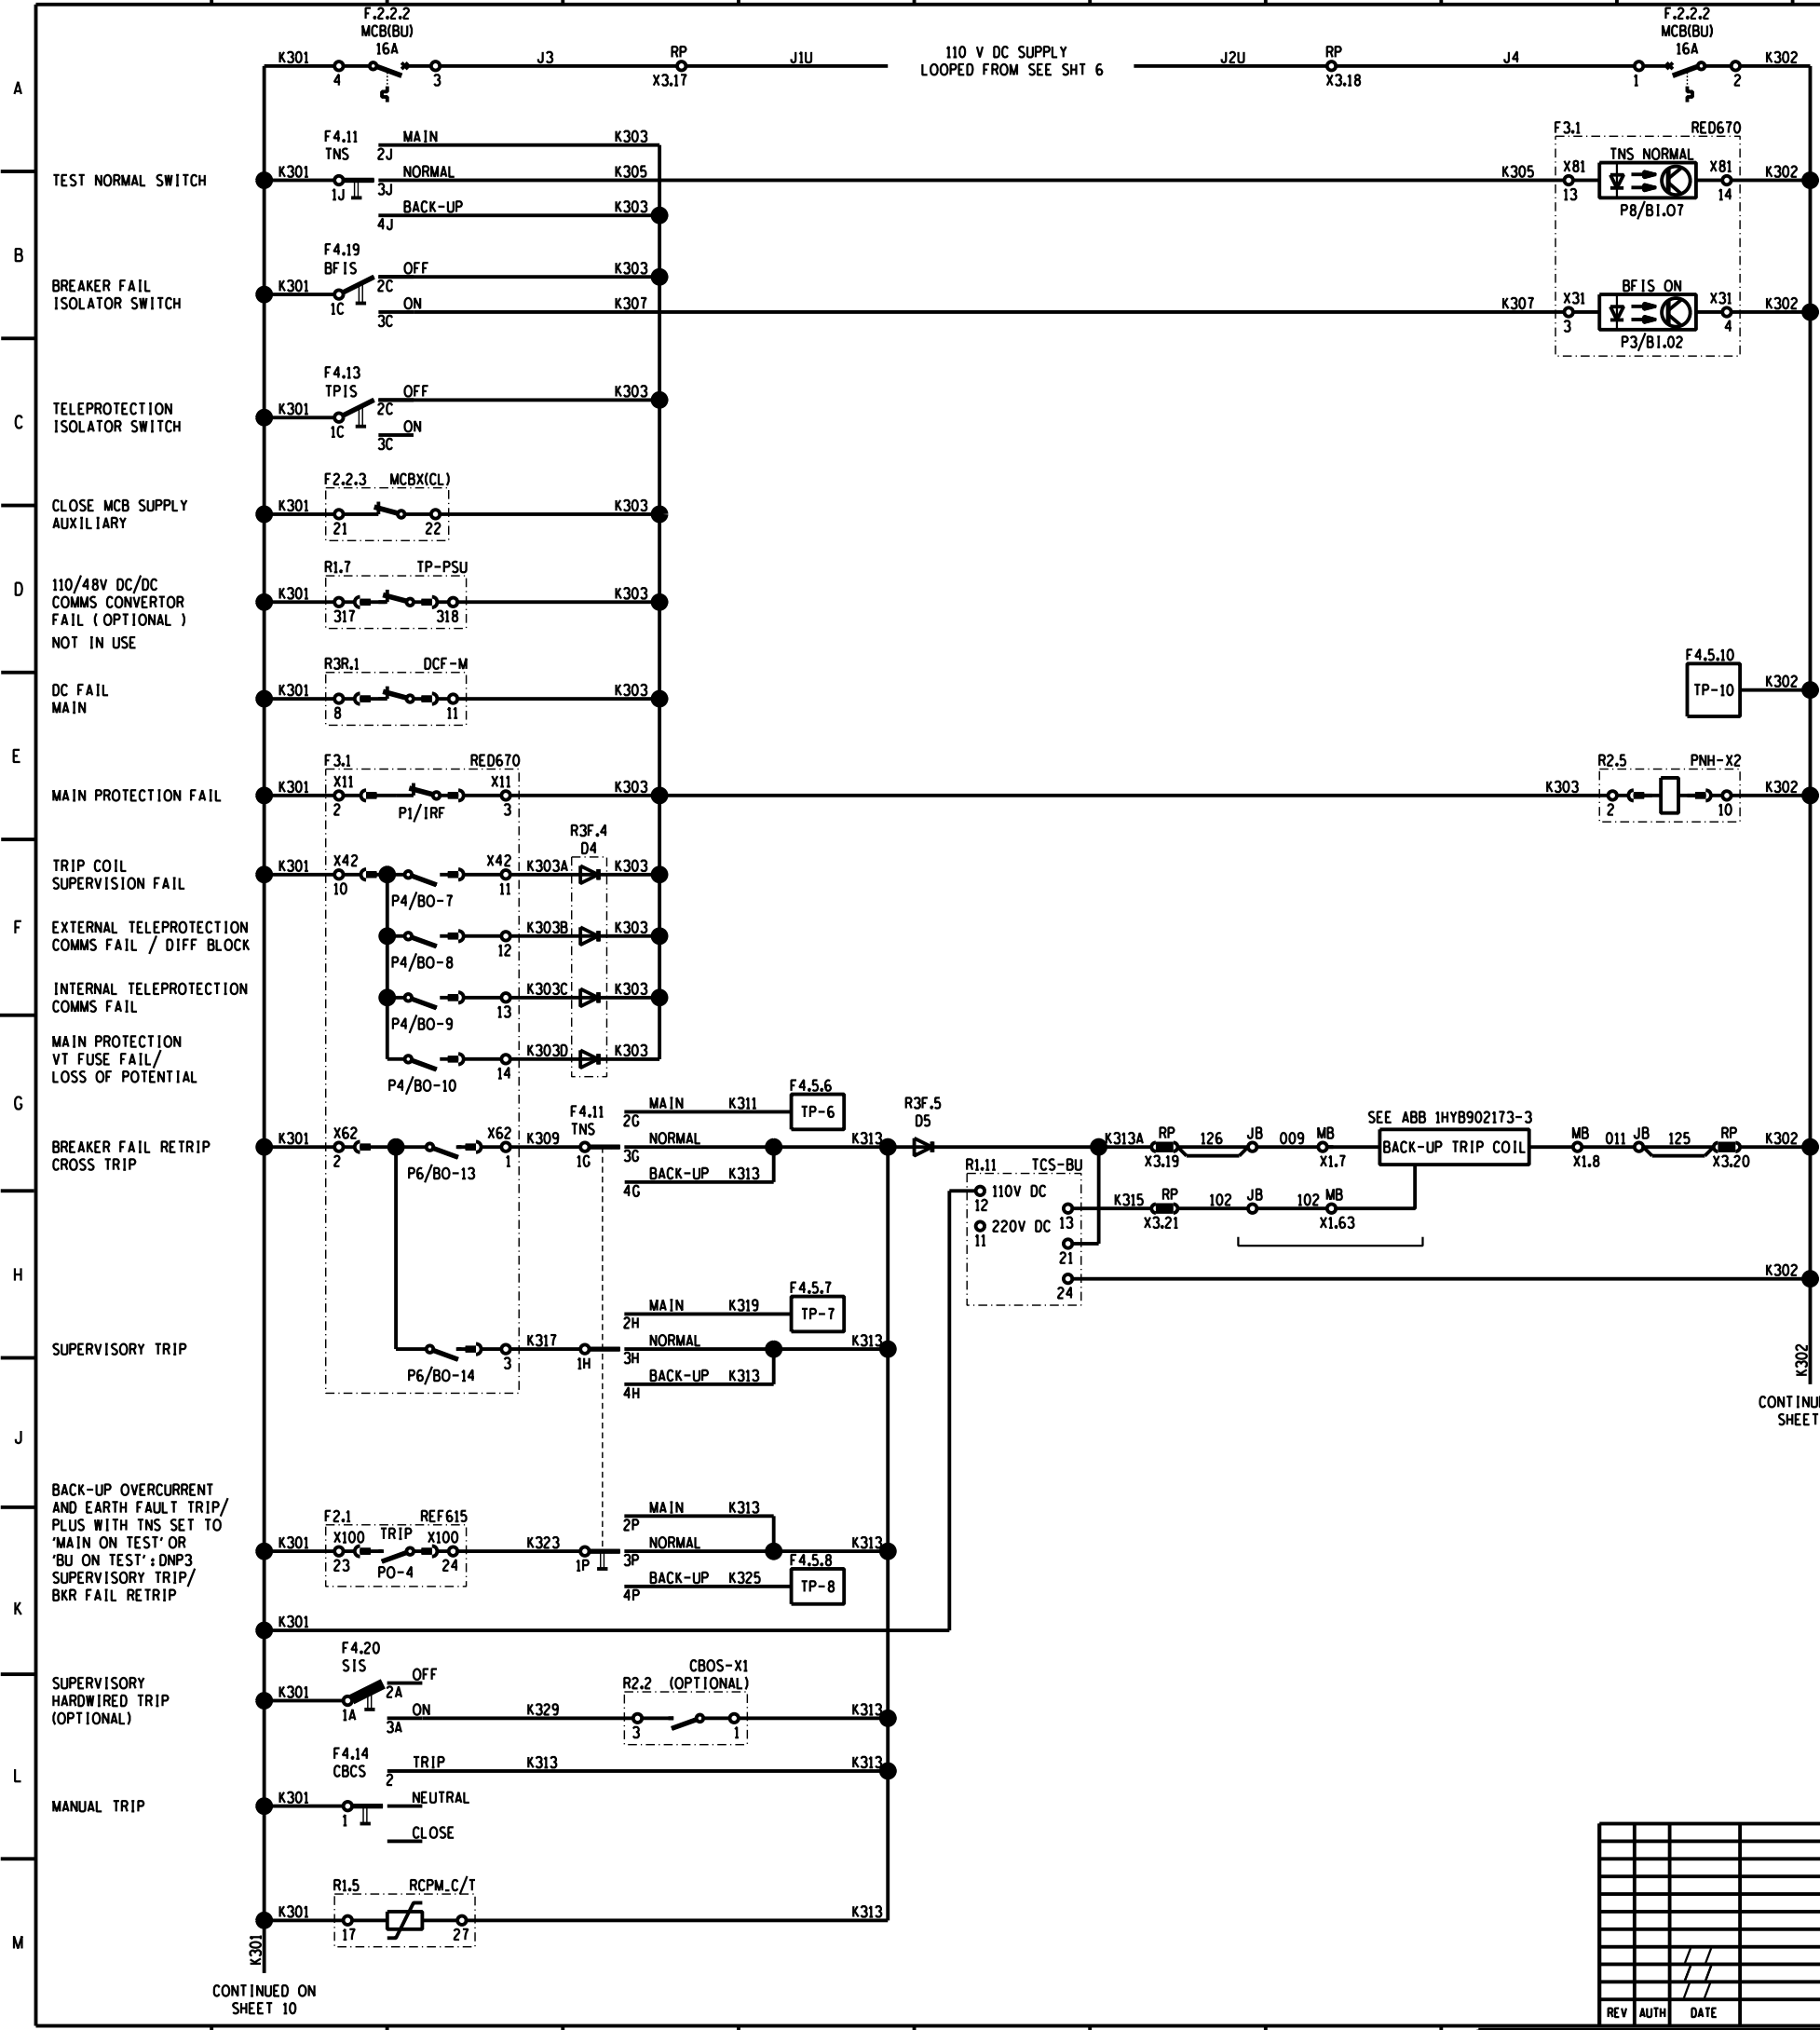 F.2.2.2
MCB(BU)
16A
K301
4
3
J3
RP
X3.17
J1U
110 V DC SUPPLY
LOOPED FROM SEE SHT 6
J2U
RP
X3.18
J4
F.2.2.2
MCB(BU)
16A
1
2
K302
A
F4.11
TNS
MAIN
2J
K303
TEST NORMAL SWITCH
K301
1J
NORMAL
3J
K305
BACK-UP
4J
K303
F3.1
RED670
TNS NORMAL
K305
X81
13
X81
14
K302
P8/BI.07
B
F4.19
BFIS
OFF
2C
K303
BREAKER FAIL
ISOLATOR SWITCH
K301
1C
ON
3C
K307
BFIS ON
K307
X31
3
X31
4
K302
P3/BI.02
F4.13
TPIS
OFF
2C
K303
C
TELEPROTECTION
ISOLATOR SWITCH
K301
1C
ON
3C
F2.2.3
MCBX(CL)
CLOSE MCB SUPPLY
AUXILIARY
K301
21
22
K303
R1.7
TP-PSU
D
110/48V DC/DC
COMMS CONVERTOR
FAIL ( OPTIONAL )
NOT IN USE
K301
317
318
K303
R3R.1
DCF-M
DC FAIL
MAIN
K301
8
11
K303
F4.5.10
TP-10
K302
E
F3.1
RED670
MAIN PROTECTION FAIL
K301
X11
2
P1/IRF
X11
3
K303
K303
R2.5
PNH-X2
2
10
K302
R3F.4
D4
TRIP COIL
SUPERVISION FAIL
K301
X42
10
P4/BO-7
X42
11
K303A
K303
F
EXTERNAL TELEPROTECTION
COMMS FAIL / DIFF BLOCK
P4/BO-8
12
K303B
K303
INTERNAL TELEPROTECTION
COMMS FAIL
P4/BO-9
13
K303C
K303
MAIN PROTECTION
VT FUSE FAIL/
LOSS OF POTENTIAL
P4/BO-10
14
K303D
K303
G
F4.11
TNS
MAIN
2G
K311
F4.5.6
TP-6
BREAKER FAIL RETRIP
CROSS TRIP
K301
X62
2
P6/BO-13
X62
1
K309
1G
NORMAL
3G
K313
BACK-UP
4G
K313
R3F.5
D5
K313A
RP
X3.19
126
JB
009
MB
X1.7
SEE ABB 1HYB902173-3
BACK-UP TRIP COIL
MB
X1.8
011
JB
125
RP
X3.20
K302
R1.11
TCS-BU
12
110V DC
11
220V DC
13
K315
RP
X3.21
102
JB
102
MB
X1.63
21
24
K302
H
MAIN
2H
K319
F4.5.7
TP-7
SUPERVISORY TRIP
P6/BO-14
3
K317
1H
NORMAL
3H
K313
BACK-UP
4H
K313
K302
CONTINU
SHEET
J
BACK-UP OVERCURRENT
AND EARTH FAULT TRIP/
PLUS WITH TNS SET TO
'MAIN ON TEST' OR
'BU ON TEST' : DNP3
SUPERVISORY TRIP/
BKR FAIL RETRIP
F2.1
REF615
K301
X100
23
TRIP
PO-4
X100
24
K323
1P
MAIN
2P
K313
NORMAL
3P
K313
BACK-UP
4P
K325
F4.5.8
TP-8
K
K301
F4.20
SIS
SUPERVISORY
HARDWIRED TRIP
(OPTIONAL)
K301
1A
OFF
2A
ON
3A
K329
R2.2
CBOS-X1
(OPTIONAL)
3
1
K313
L
F4.14
CBCS
TRIP
2
K313
K313
MANUAL TRIP
K301
1
NEUTRAL
CLOSE
R1.5
RCPM_C/T
M
K301
17
27
K313
K301
CONTINUED ON
SHEET 10
REV
AUTH
DATE